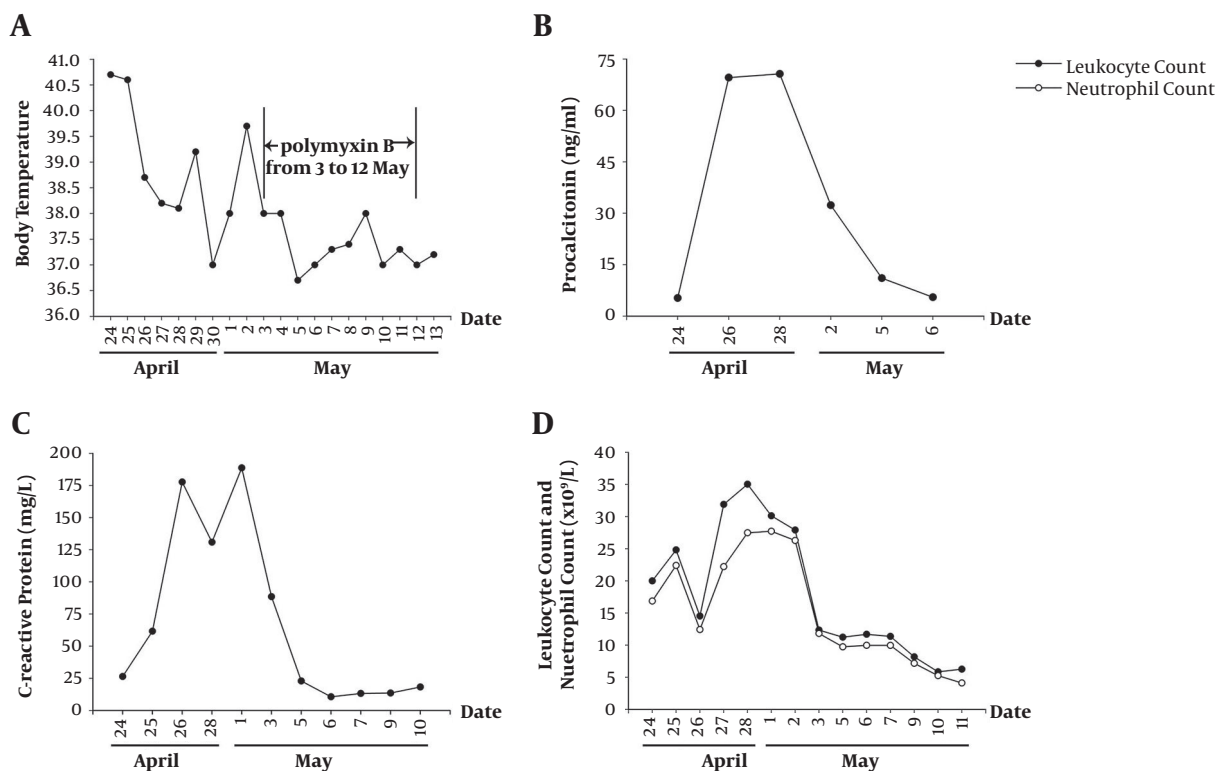 A
Body Temperature
41.0
40.5
40.0
39.5
39.0
38.5
38.0
37.5
37.0
36.5
36.0
polymyxin B
from 3 to 12 May
24 25 26 27 28 29 30 1 2 3 4 5 6 7 8 9 10 11 12 13
Date
April May
B
Procalcitonin (ng/ml)
75
60
45
30
15
0
24 26 28 2 5 6
Date
April May
Leukocyte Count
Neutrophil Count
C
C-reactive Protein (mg/L)
200
175
150
125
100
75
50
25
0
24 25 26 28 1 3 5 6 7 9 10
Date
April May
D
Leukocyte Count and
Nuetrophil Count (x10⁹/L)
40
35
30
25
20
15
10
5
0
24 25 26 27 28 1 2 3 5 6 7 9 10 11
Date
April May